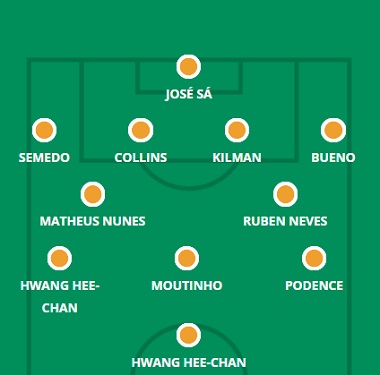 JOSÉ SÁ
SEMEDO COLLINS KILMAN BUENO
MATHEUS NUNES RUBEN NEVES
HWANG HEE-CHAN MOUTINHO PODENCE
HWANG HEE-CHAN